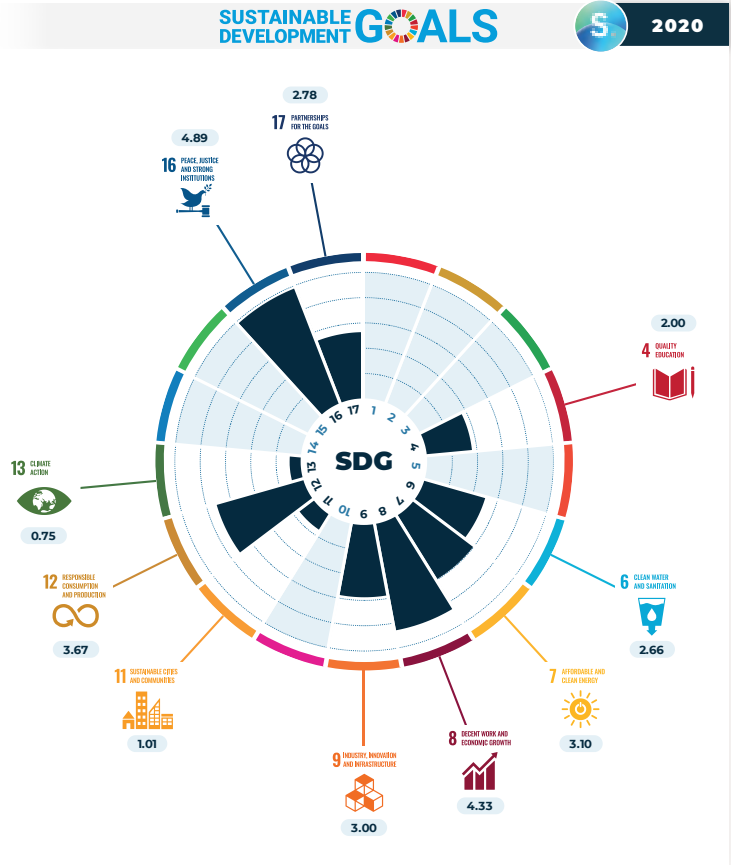 SUSTAINABLE
DEVELOPMENT
GOALS
S
2020
2.78
17 PARTNERSHIPS
FOR THE GOALS
4.89
16 PEACE, JUSTICE
AND STRONG
INSTITUTIONS
2.00
4 QUALITY
EDUCATION
SDG
1
2
3
4
5
6
7
8
9
10
11
12
13
14
15
16
17
13 CLIMATE
ACTION
0.75
12 RESPONSIBLE
CONSUMPTION
AND PRODUCTION
3.67
6 CLEAN WATER
AND SANITATION
2.66
11 SUSTAINABLE CITIES
AND COMMUNITIES
1.01
7 AFFORDABLE AND
CLEAN ENERGY
3.10
8 DECENT WORK AND
ECONOMIC GROWTH
4.33
9 INDUSTRY, INNOVATION
AND INFRASTRUCTURE
3.00